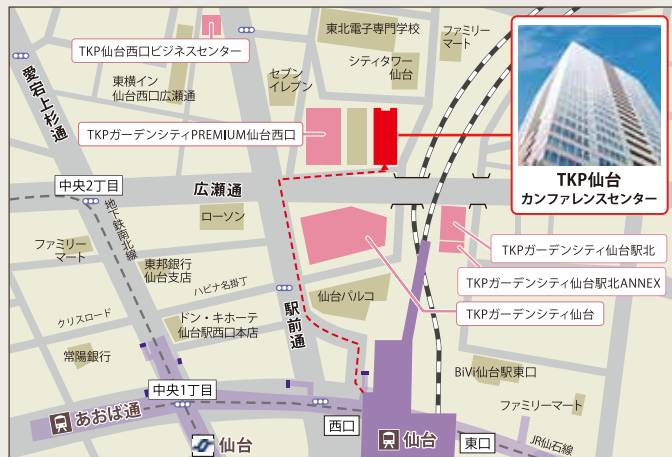 東北電子専門学校
ファミリー
マート
TKP仙台西口ビジネスセンター
シティタワー
仙台
愛宕上杉通
東横イン
仙台西口広瀬通
セブン
イレブン
TKPガーデンシティPREMIUM仙台西口
TKP仙台
カンファレンスセンター
中央2丁目
広瀬通
地下鉄南北線
ローソン
TKPガーデンシティ仙台駅北
ファミリー
マート
東邦銀行
仙台支店
TKPガーデンシティ仙台駅北ANNEX
ハピナ名掛丁
仙台パルコ
TKPガーデンシティ仙台
クリスロード
ドン・キホーテ
仙台駅西口本店
駅前通
常陽銀行
BiVi仙台駅東口
中央1丁目
ファミリーマート
あおば通
西口
仙台
仙台
東口
JR仙石線